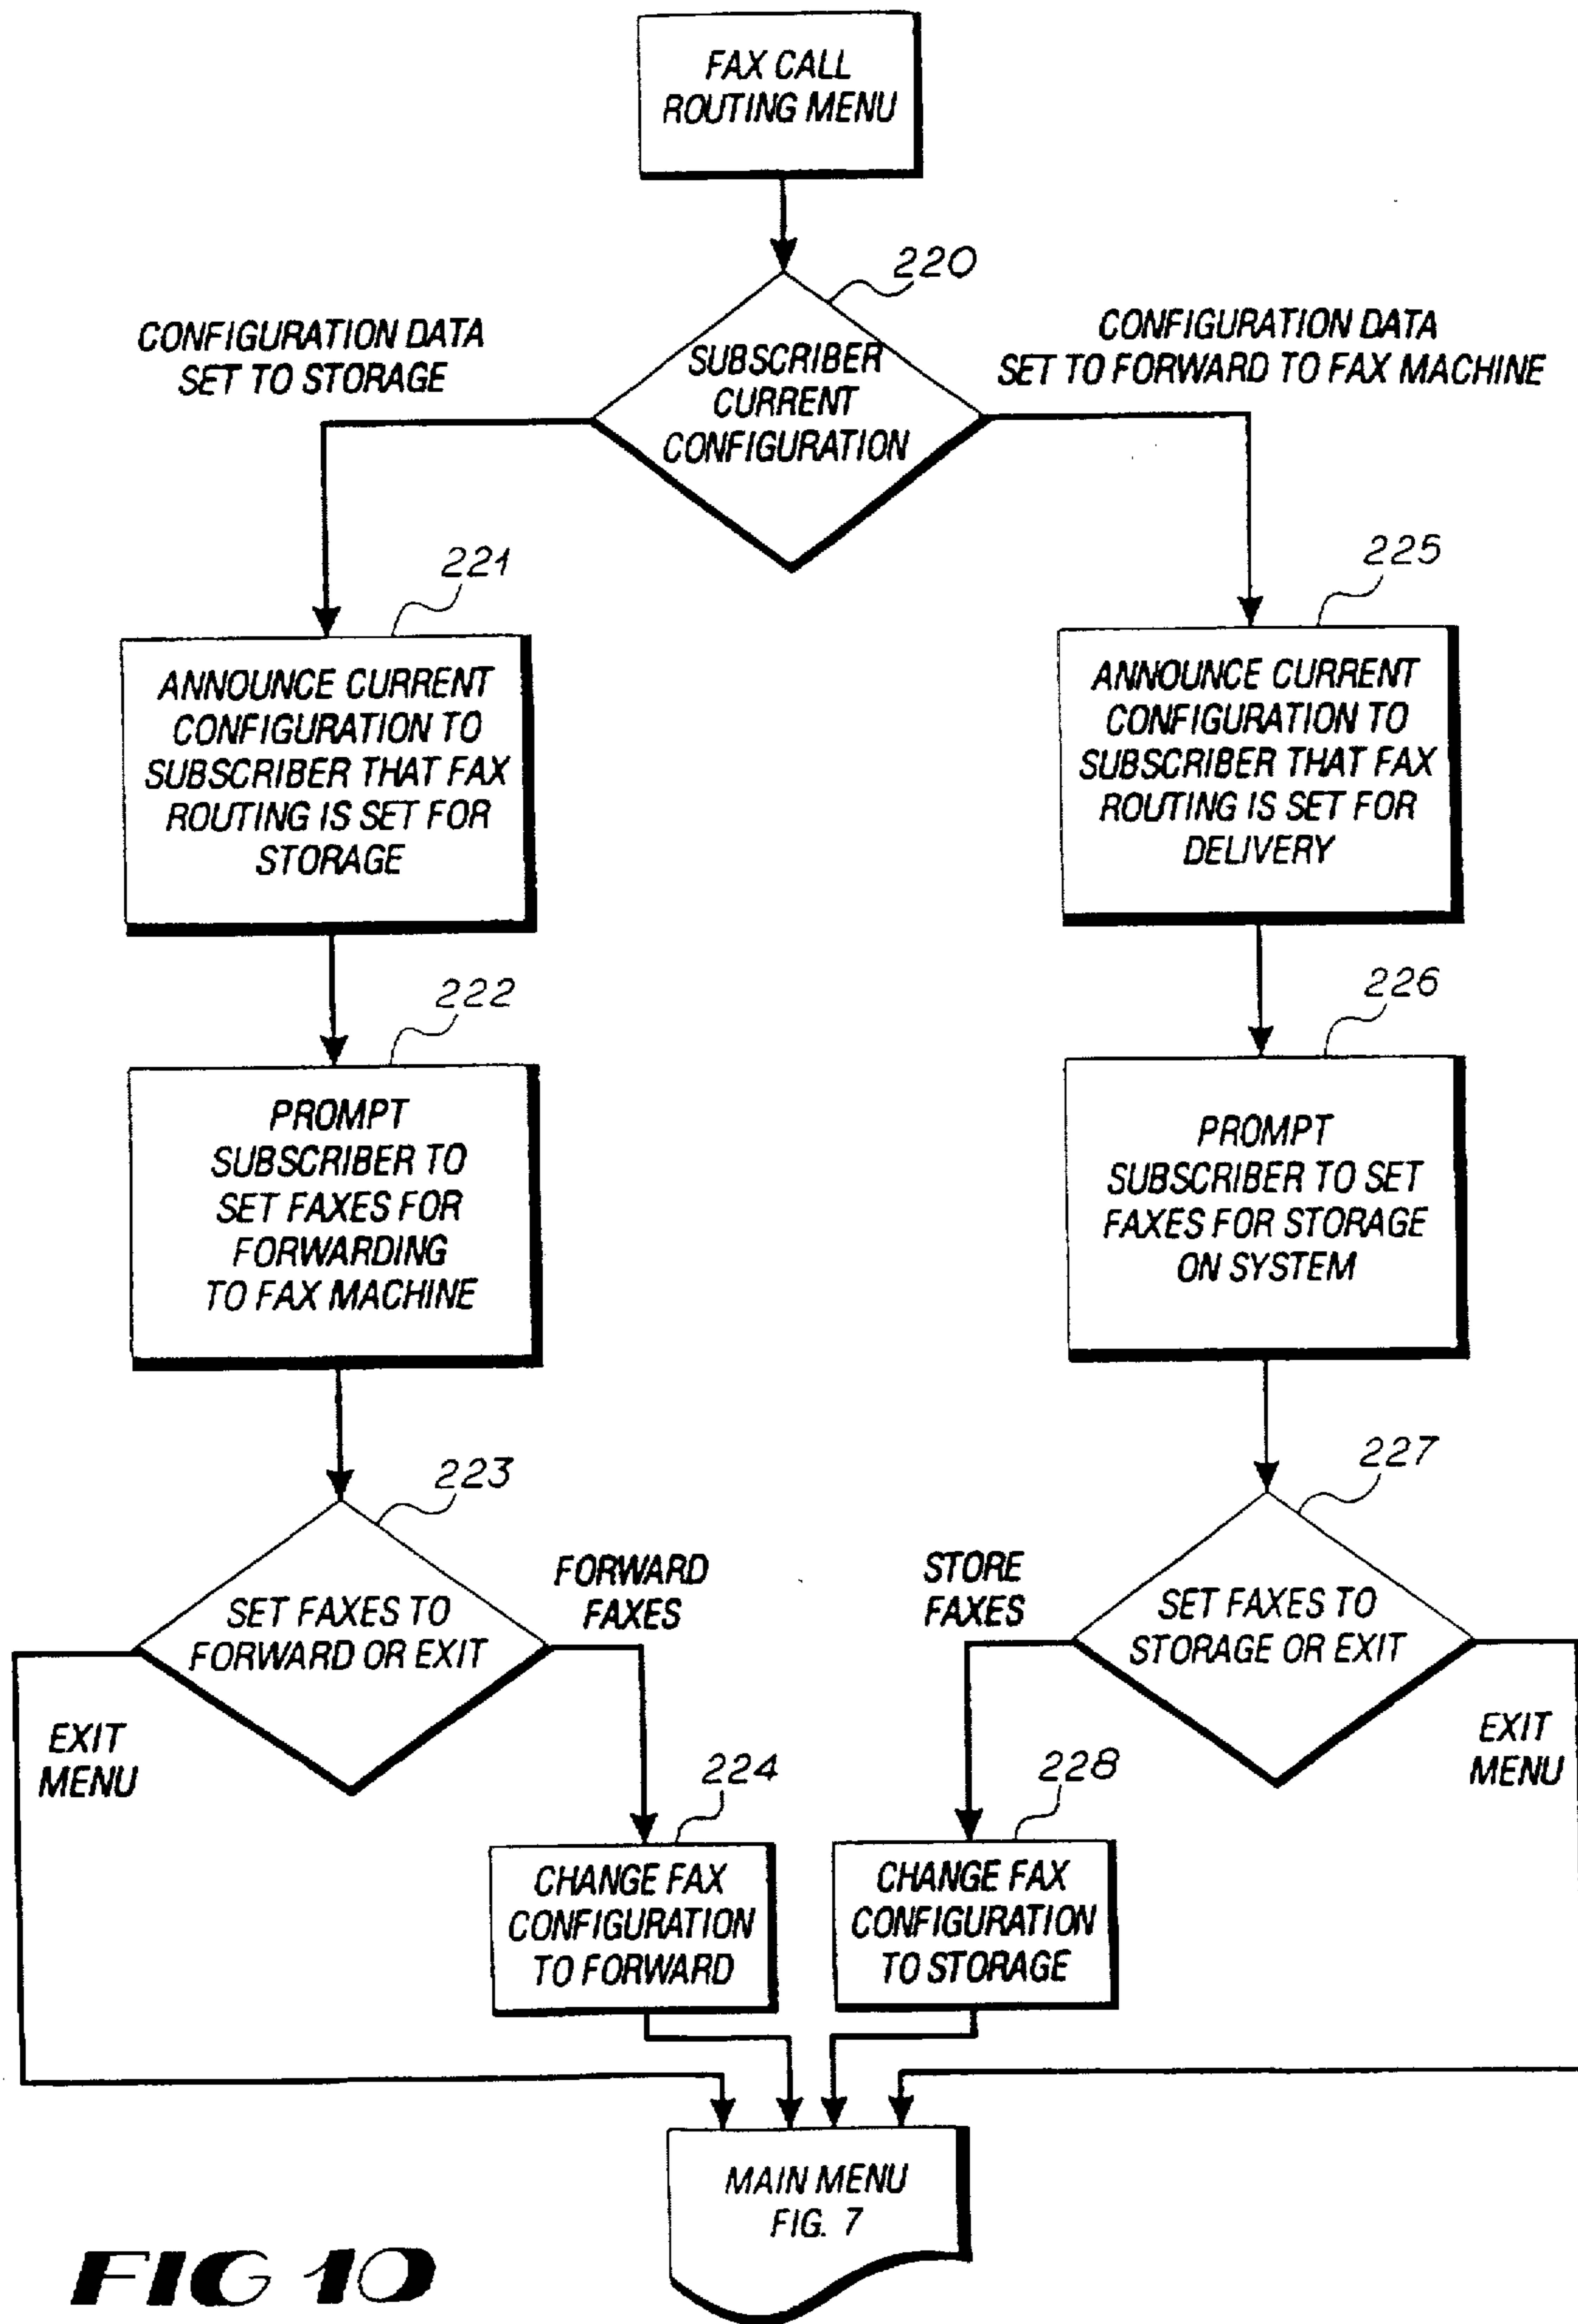 FAX CALL
ROUTING MENU
220
CONFIGURATION DATA
SET TO STORAGE
SUBSCRIBER
CURRENT
CONFIGURATION
CONFIGURATION DATA
SET TO FORWARD TO FAX MACHINE
221
ANNOUNCE CURRENT
CONFIGURATION TO
SUBSCRIBER THAT FAX
ROUTING IS SET FOR
STORAGE
225
ANNOUNCE CURRENT
CONFIGURATION TO
SUBSCRIBER THAT FAX
ROUTING IS SET FOR
DELIVERY
222
PROMPT
SUBSCRIBER TO
SET FAXES FOR
FORWARDING
TO FAX MACHINE
226
PROMPT
SUBSCRIBER TO SET
FAXES FOR STORAGE
ON SYSTEM
223
SET FAXES TO
FORWARD OR EXIT
FORWARD
FAXES
EXIT
MENU
227
STORE
FAXES
SET FAXES TO
STORAGE OR EXIT
EXIT
MENU
224
CHANGE FAX
CONFIGURATION
TO FORWARD
228
CHANGE FAX
CONFIGURATION
TO STORAGE
MAIN MENU
FIG. 7
FIG 10